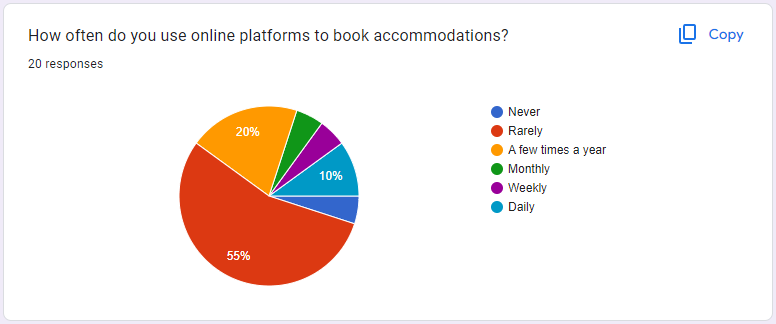 How often do you use online platforms to book accommodations?
Copy
20 responses
20%
10%
55%
Never
Rarely
A few times a year
Monthly
Weekly
Daily